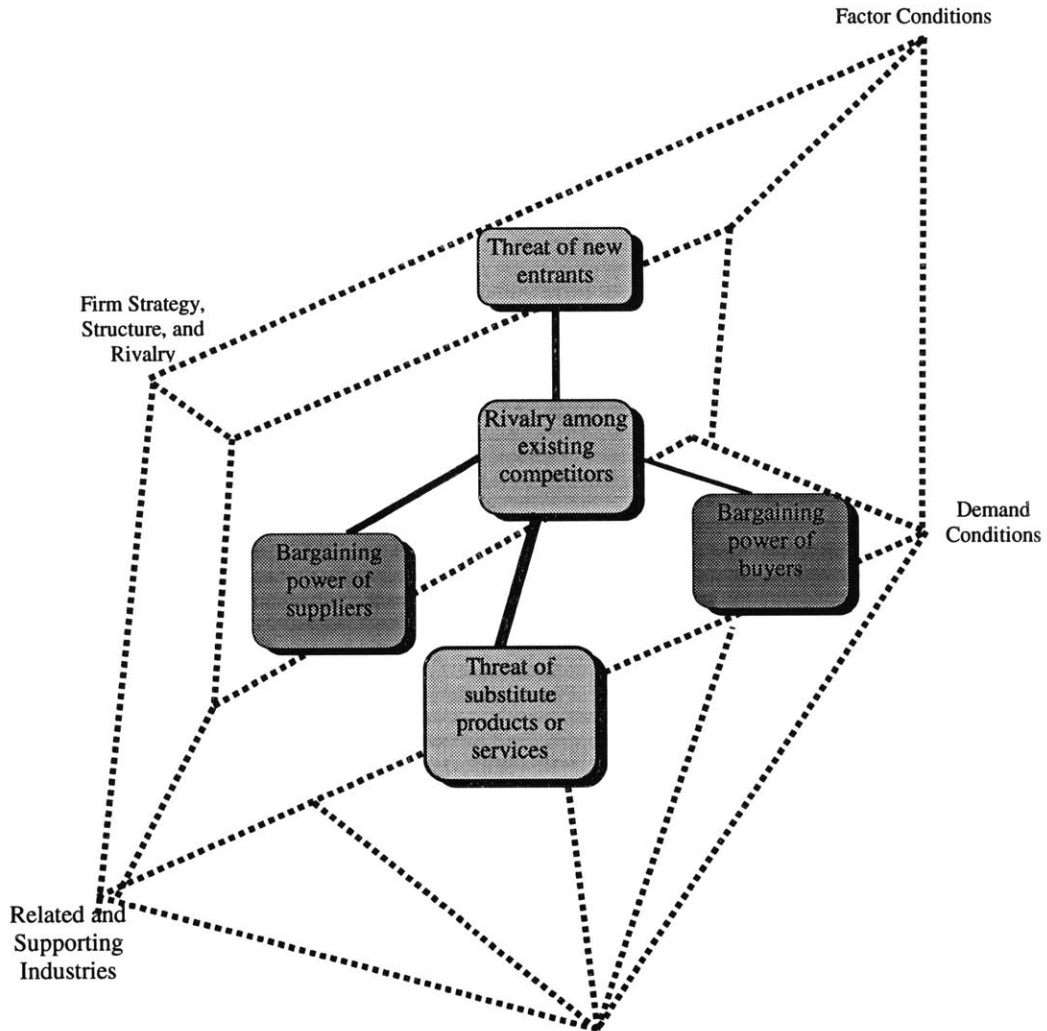 Factor Conditions
Threat of new
entrants
Firm Strategy,
Structure, and
Rivalry
Rivalry among
existing
competitors
Bargaining
power of
buyers
Demand
Conditions
Bargaining
power of
suppliers
Threat of
substitute
products or
services
Related and
Supporting
Industries